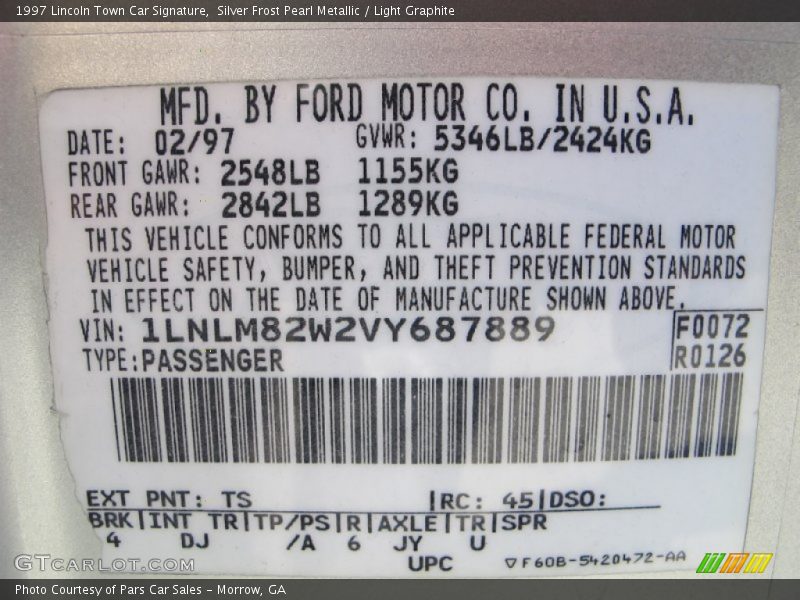 1997 Lincoln Town Car Signature,  Silver Frost Pearl Metallic / Light Graphite
MFD. BY FORD MOTOR CO. IN U.S.A.
DATE: 02/97 GVWR: 5346LB/2424KG
FRONT GAWR: 2548LB 1155KG
REAR GAWR: 2842LB 1289KG
THIS VEHICLE CONFORMS TO ALL APPLICABLE FEDERAL MOTOR
VEHICLE SAFETY, BUMPER, AND THEFT PREVENTION STANDARDS
IN EFFECT ON THE DATE OF MANUFACTURE SHOWN ABOVE.
VIN: 1LNLM82W2VY687889 F0072
TYPE:PASSENGER R0126
EXT PNT: TS |RC: 45|DSO:
BRK|INT TR|TP/PS|R|AXLE|TR|SPR
4 DJ /A 6 JY U
UPC ▽F60B-5420472-AA
GTCarLot.com
Photo Courtesy of Pars Car Sales - Morrow, GA